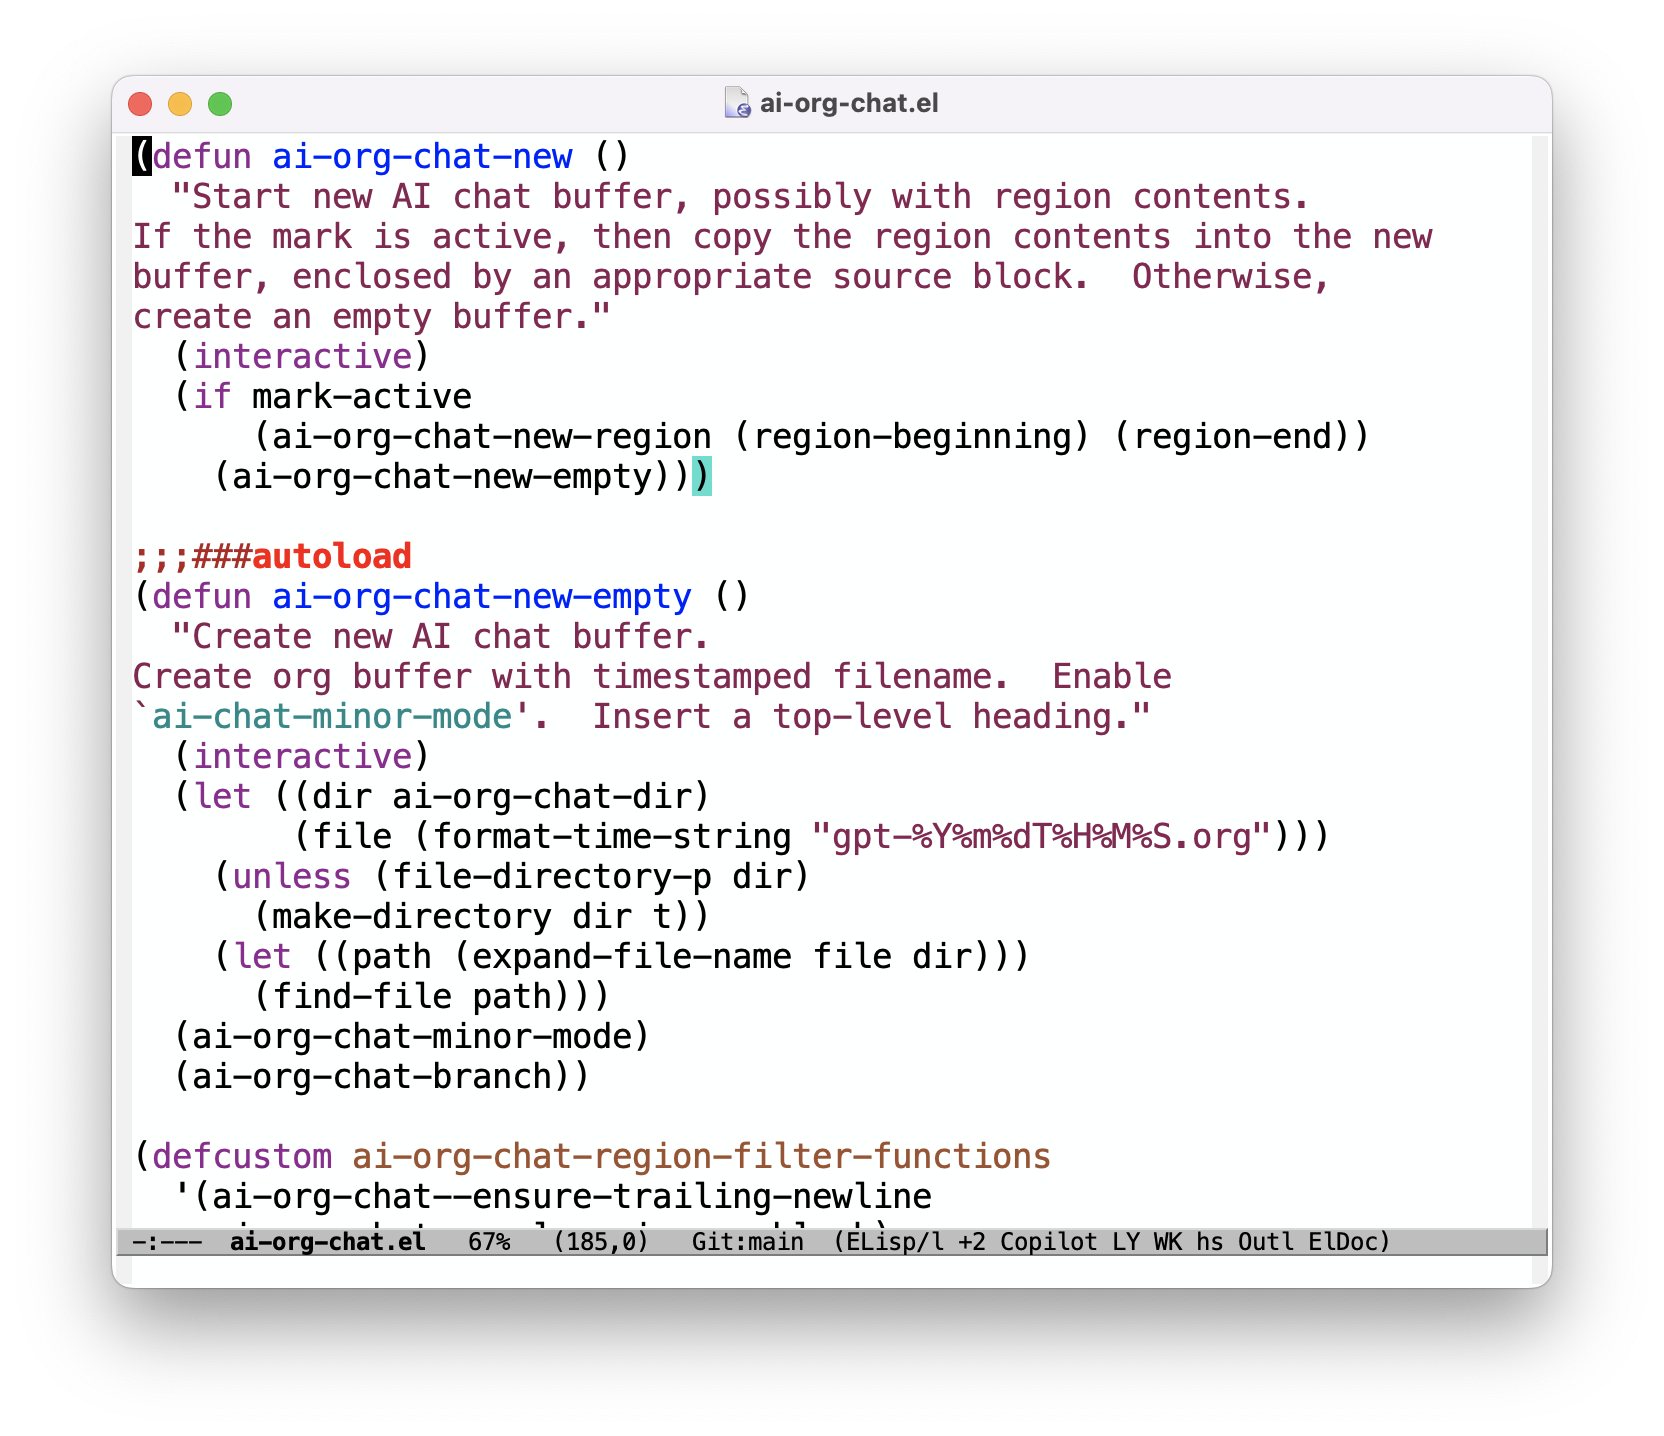 ai-org-chat.el
(defun ai-org-chat-new ()
  "Start new AI chat buffer, possibly with region contents.
If the mark is active, then copy the region contents into the new
buffer, enclosed by an appropriate source block.  Otherwise,
create an empty buffer."
  (interactive)
  (if mark-active
      (ai-org-chat-new-region (region-beginning) (region-end))
    (ai-org-chat-new-empty)))
;;;###autoload
(defun ai-org-chat-new-empty ()
  "Create new AI chat buffer.
Create org buffer with timestamped filename.  Enable
`ai-chat-minor-mode'.  Insert a top-level heading."
  (interactive)
  (let ((dir ai-org-chat-dir)
        (file (format-time-string "gpt-%Y%m%dT%H%M%S.org")))
    (unless (file-directory-p dir)
      (make-directory dir t))
    (let ((path (expand-file-name file dir)))
      (find-file path)))
  (ai-org-chat-minor-mode)
  (ai-org-chat-branch))
(defcustom ai-org-chat-region-filter-functions
  '(ai-org-chat--ensure-trailing-newline
-:---  ai-org-chat.el   67%   (185,0)   Git:main  (ELisp/l +2 Copilot LY WK hs Outl ElDoc)